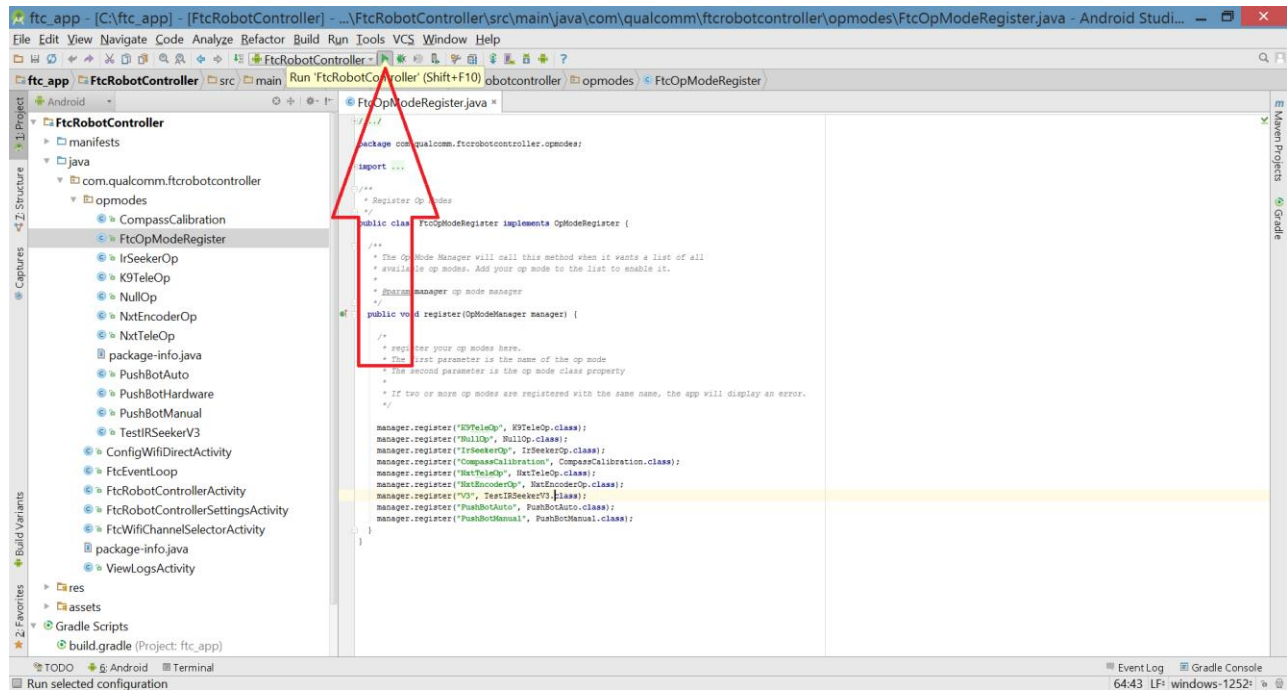 ftc_app - [C:\ftc_app] - [FtcRobotController] - ...\FtcRobotController\src\main\java\com\qualcomm\ftcrobotcontroller\opmodes\FtcOpModeRegister.java - Android Studi...
File Edit View Navigate Code Analyze Refactor Build Run Tools VCS Window Help
FtcRobotController
ftc_app FtcRobotController src main obotcontroller opmodes FtcOpModeRegister
Run 'FtcRobotController' (Shift+F10)
Android
FtcOpModeRegister.java
1: Project
7: Structure
Captures
Build Variants
2: Favorites
FtcRobotController
manifests
java
com.qualcomm.ftcrobotcontroller
opmodes
CompassCalibration
FtcOpModeRegister
IrSeekerOp
K9TeleOp
NullOp
NxtEncoderOp
NxtTeleOp
package-info.java
PushBotAuto
PushBotHardware
PushBotManual
TestIRSeekerV3
ConfigWifiDirectActivity
FtcEventLoop
FtcRobotControllerActivity
FtcRobotControllerSettingsActivity
FtcWifiChannelSelectorActivity
package-info.java
ViewLogsActivity
res
assets
Gradle Scripts
build.gradle (Project: ftc_app)
/.../
package com.qualcomm.ftcrobotcontroller.opmodes;
import ...
/**
* Register Op Modes
*/
public class FtcOpModeRegister implements OpModeRegister {
/**
* The Op Mode Manager will call this method when it wants a list of all
* available op modes. Add your op mode to the list to enable it.
*
* @param manager op mode manager
*/
public void register(OpModeManager manager) {
/*
* register your op modes here.
* The first parameter is the name of the op mode
* The second parameter is the op mode class property
*
* If two or more op modes are registered with the same name, the app will display an error.
*/
manager.register("K9TeleOp", K9TeleOp.class);
manager.register("NullOp", NullOp.class);
manager.register("IrSeekerOp", IrSeekerOp.class);
manager.register("CompassCalibration", CompassCalibration.class);
manager.register("NxtTeleOp", NxtTeleOp.class);
manager.register("NxtEncoderOp", NxtEncoderOp.class);
manager.register("V3", TestIRSeekerV3.class);
manager.register("PushBotAuto", PushBotAuto.class);
manager.register("PushBotManual", PushBotManual.class);
}
}
m Maven Projects
Gradle
TODO 6: Android Terminal Event Log Gradle Console
Run selected configuration 64:43 LF windows-1252